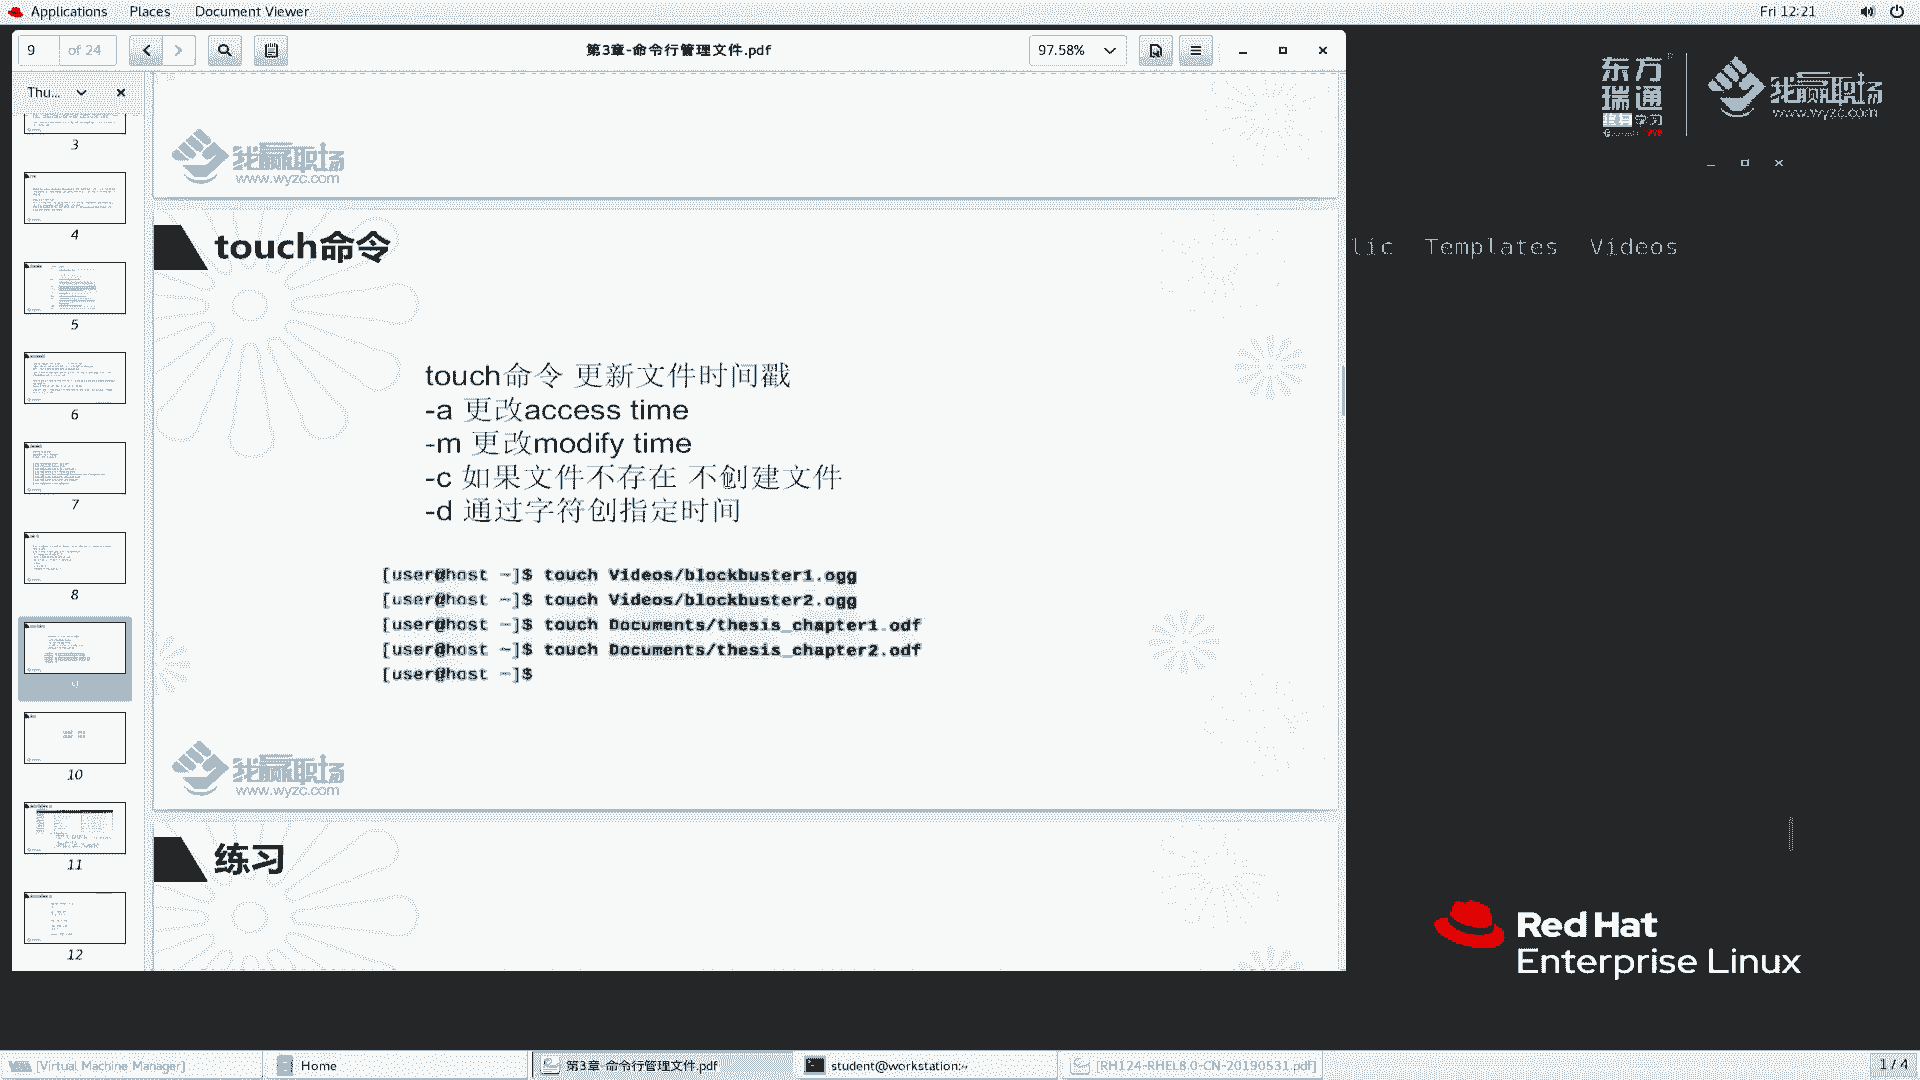 Applications Places Document Viewer
Fri 12:21
9 of 24
第3章-命令行管理文件.pdf
97.58%
Thu...
3
4
5
6
7
8
9
10
11
12
我赢职场
www.wyzc.com
touch命令
touch命令 更新文件时间戳
-a 更改access time
-m 更改modify time
-c 如果文件不存在 不创建文件
-d 通过字符创指定时间
[user@host ~]$ touch Videos/blockbuster1.ogg
[user@host ~]$ touch Videos/blockbuster2.ogg
[user@host ~]$ touch Documents/thesis_chapter1.odf
[user@host ~]$ touch Documents/thesis_chapter2.odf
[user@host ~]$
我赢职场
www.wyzc.com
练习
东方
瑞通
终身学习
我赢职场
www.wyzc.com
lic Templates Videos
Red Hat
Enterprise Linux
[Virtual Machine Manager]
Home
第3章-命令行管理文件.pdf
student@workstation:~
[RH124-RHEL8.0-CN-20190531.pdf]
1 / 4